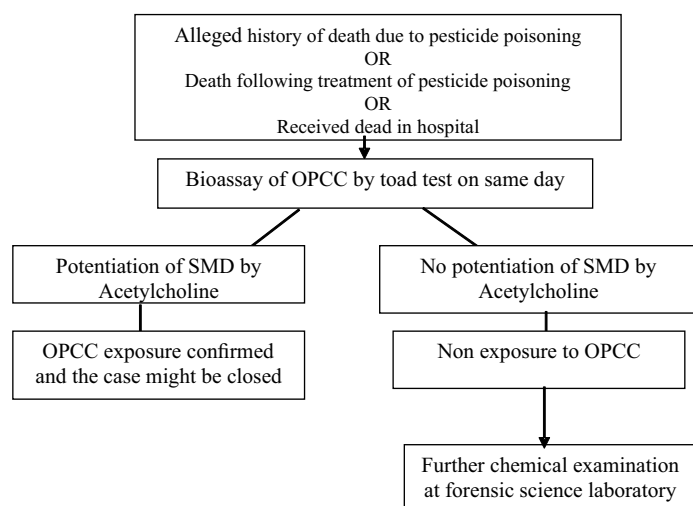 Alleged history of death due to pesticide poisoning
OR
Death following treatment of pesticide poisoning
OR
Received dead in hospital
Bioassay of OPCC by toad test on same day
Potentiation of SMD by
Acetylcholine
No potentiation of SMD by
Acetylcholine
OPCC exposure confirmed
and the case might be closed
Non exposure to OPCC
Further chemical examination
at forensic science laboratory